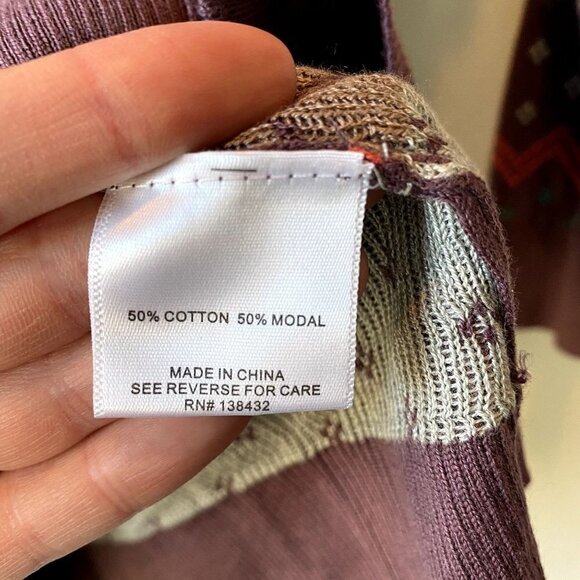 50% COTTON 50% MODAL
MADE IN CHINA
SEE REVERSE FOR CARE
RN# 138432